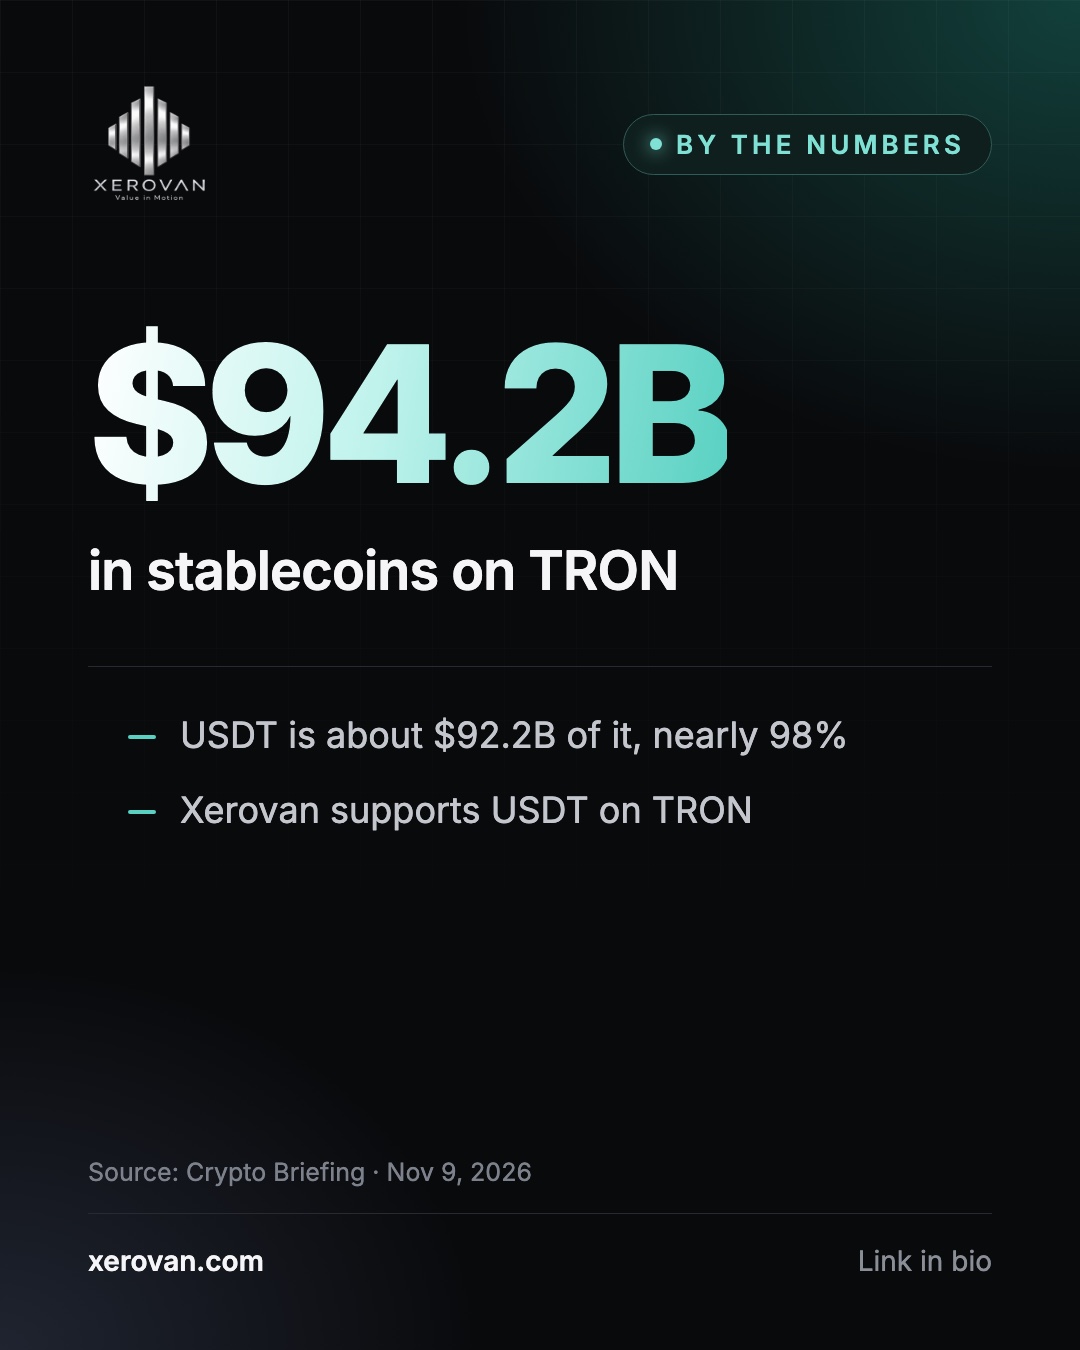 XEROVAN
Value in Motion
BY THE NUMBERS
$94.2B
in stablecoins on TRON
USDT is about $92.2B of it, nearly 98%
Xerovan supports USDT on TRON
Source: Crypto Briefing · Nov 9, 2026
xerovan.com
Link in bio